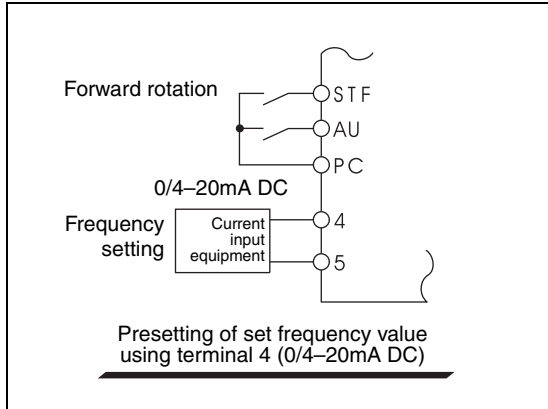 Forward rotation
STF
AU
PC
0/4–20mA DC
Frequency
setting
Current
input
equipment
4
5
Presetting of set frequency value
using terminal 4 (0/4–20mA DC)